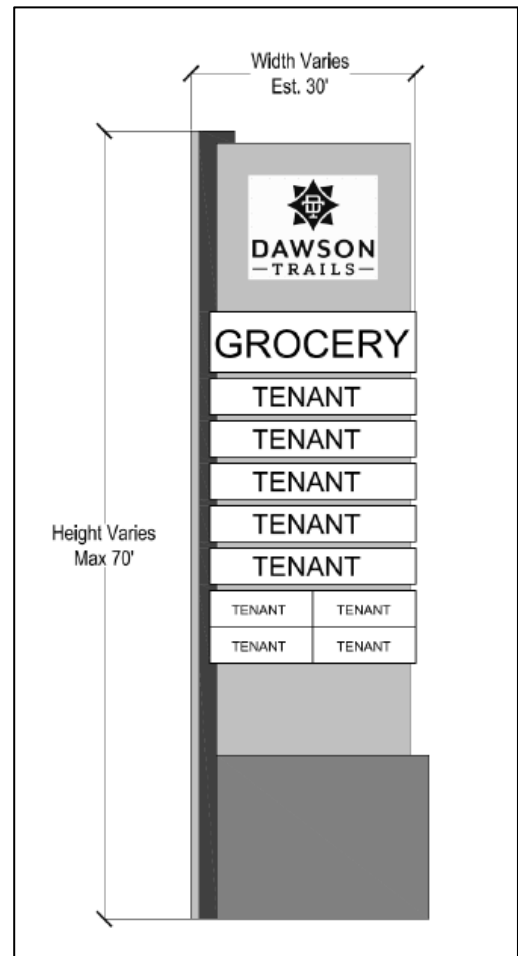 Width Varies
Est. 30'
DT
DAWSON
TRAILS
GROCERY
TENANT
TENANT
TENANT
TENANT
TENANT
TENANT TENANT
TENANT TENANT
Height Varies
Max 70'